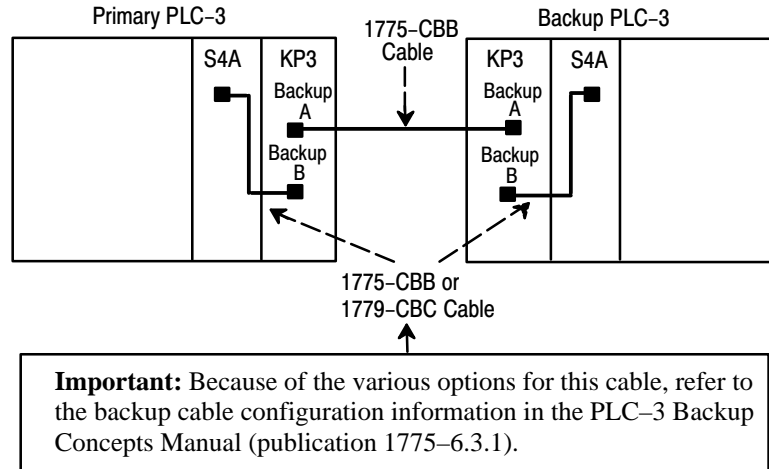 Primary PLC–3
Backup PLC–3
1775–CBB
Cable
S4A
KP3
KP3
S4A
Backup
A
Backup
A
Backup
B
Backup
B
1775–CBB or
1779–CBC Cable
Important: Because of the various options for this cable, refer to
the backup cable configuration information in the PLC–3 Backup
Concepts Manual (publication 1775–6.3.1).